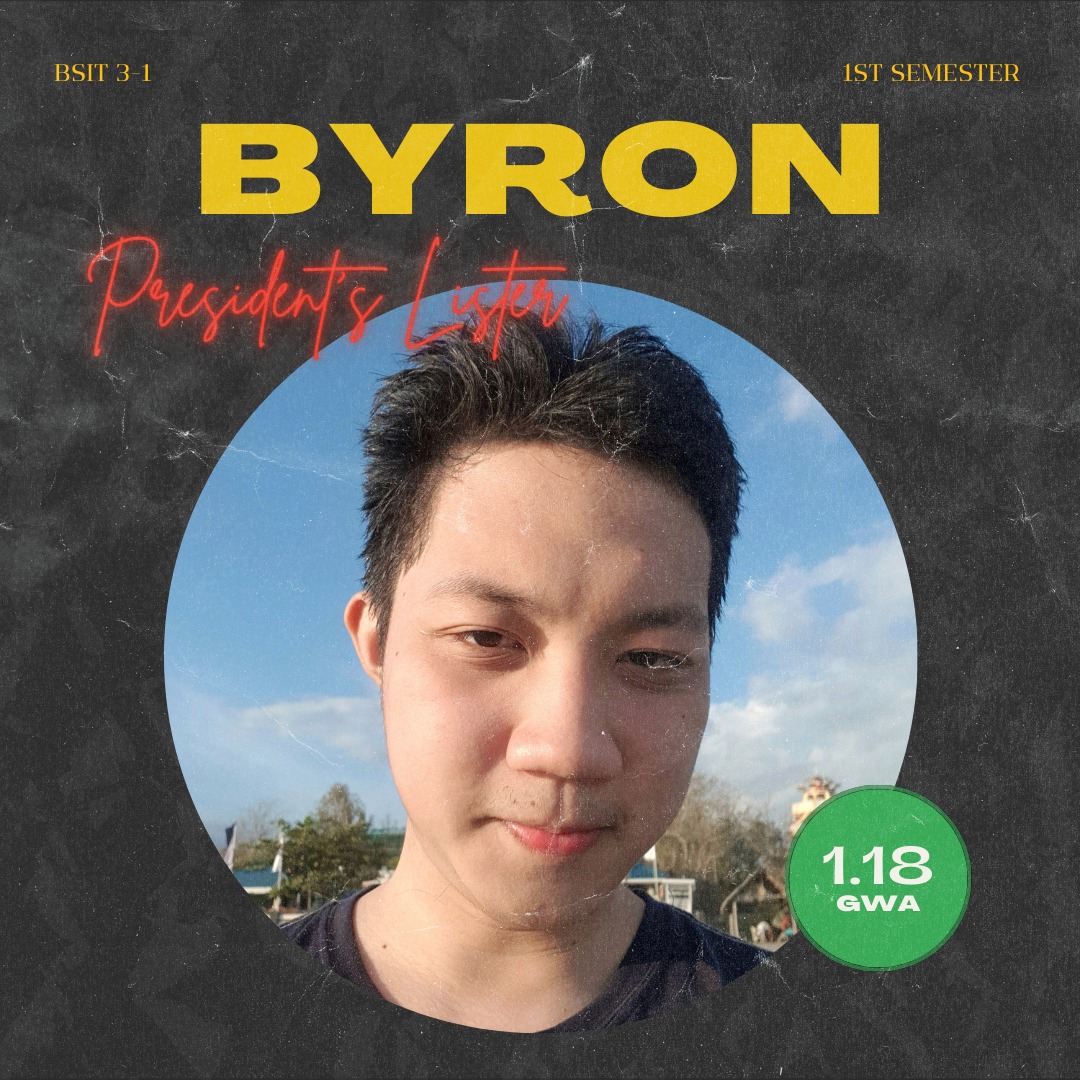 BSIT 3-1
1ST SEMESTER
BYRON
President's Lister
1.18
GWA